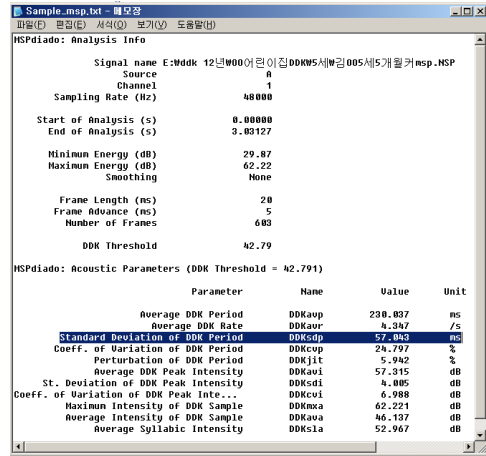 Sample_msp.txt - 메모장
파일(F) 편집(E) 서식(O) 보기(V) 도움말(H)
MSPdiado: Analysis Info
Signal name E:₩ddk 12년₩00어린이집DDK₩5세₩김005세5개월커msp.NSP
Source A
Channel 1
Sampling Rate (Hz) 48000
Start of Analysis (s) 0.00000
End of Analysis (s) 3.03127
Minimum Energy (dB) 29.87
Maximum Energy (dB) 62.22
Smoothing None
Frame Length (ms) 20
Frame Advance (ms) 5
Number of Frames 603
DDK Threshold 42.79
MSPdiado: Acoustic Parameters (DDK Threshold = 42.791)
Parameter Name Value Unit
Average DDK Period DDKavp 230.037 ms
Average DDK Rate DDKavr 4.347 /s
Standard Deviation of DDK Period DDKsdp 57.043 ms
Coeff. of Variation of DDK Period DDKcvp 24.797 %
Perturbation of DDK Period DDKjit 5.942 %
Average DDK Peak Intensity DDKavi 57.315 dB
St. Deviation of DDK Peak Intensity DDKsdi 4.005 dB
Coeff. of Variation of DDK Peak Inte... DDKcvi 6.988 dB
Maximum Intensity of DDK Sample DDKmxa 62.221 dB
Average Intensity of DDK Sample DDKava 46.137 dB
Average Syllabic Intensity DDKsla 52.967 dB